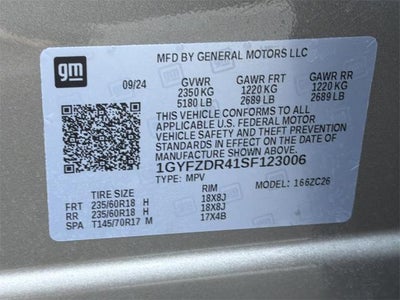 gm
MFD BY GENERAL MOTORS LLC
09/24 GVWR GAWR FRT GAWR RR
2350 KG 1220 KG 1220 KG
5180 LB 2689 LB 2689 LB
THIS VEHICLE CONFORMS TO ALL
APPLICABLE U.S. FEDERAL MOTOR
VEHICLE SAFETY AND THEFT PREVENTION
STANDARDS IN EFFECT ON THE DATE OF
MANUFACTURE SHOWN ABOVE.
1GYFZDR41SF123006
TYPE: MPV MODEL: 166ZC26
TIRE SIZE RIM
FRT 235/60R18 H 18X8J
RR 235/60R18 H 18X8J
SPA T145/70R17 M 17X4B